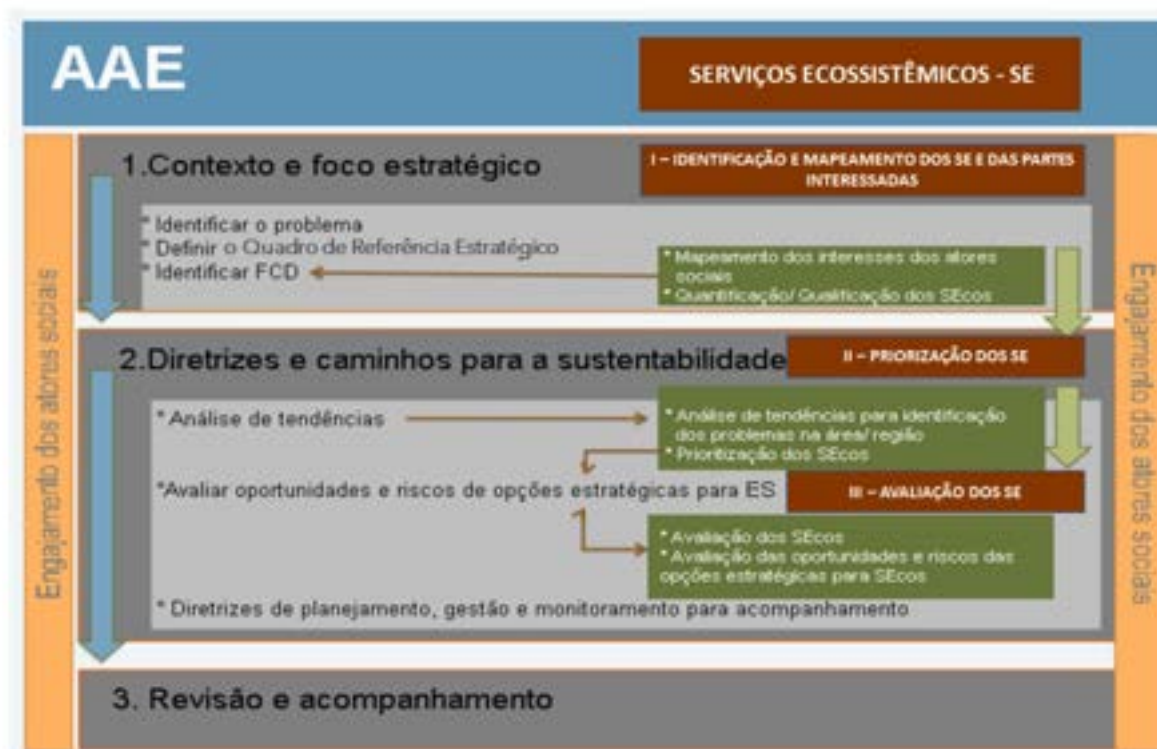 AAE
SERVIÇOS ECOSSISTÊMICOS - SE
Engajamento dos atores sociais
1.Contexto e foco estratégico
I – IDENTIFICAÇÃO E MAPEAMENTO DOS SE E DAS PARTES
INTERESSADAS
* Identificar o problema
* Definir o Quadro de Referência Estratégico
* Identificar FCD
* Mapeamento dos interesses dos atores
sociais
* Quantificação/ Qualificação dos SEcos
2.Diretrizes e caminhos para a sustentabilidade
II – PRIORIZAÇÃO DOS SE
* Análise de tendências
* Análise de tendências para identificação
dos problemas na área/ região
* Prioritização dos SEcos
*Avaliar oportunidades e riscos de opções estratégicas para ES
III – AVALIAÇÃO DOS SE
* Avaliação dos SEcos
* Avaliação das oportunidades e riscos das
opções estratégicas para SEcos
* Diretrizes de planejamento, gestão e monitoramento para acompanhamento
3. Revisão e acompanhamento
Engajamento dos atores sociais